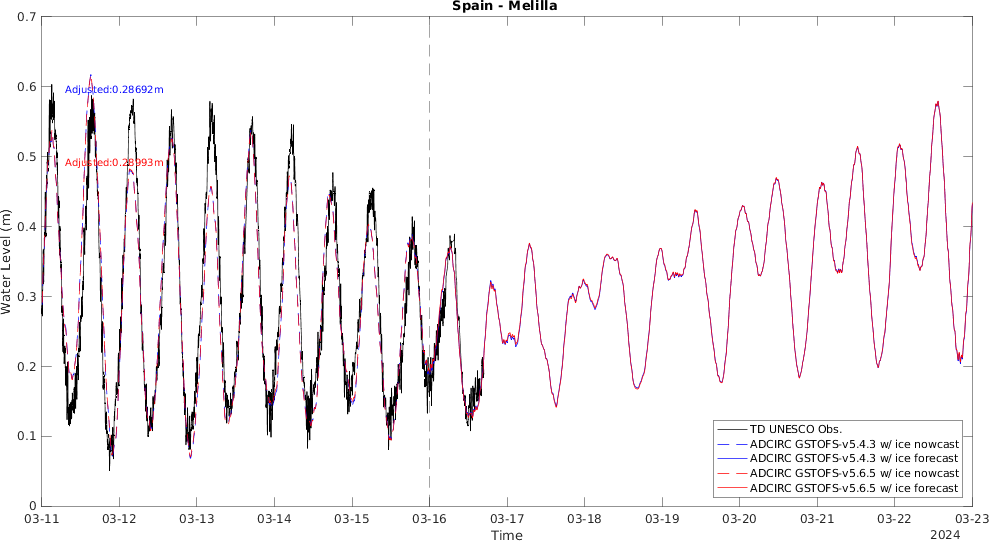 Spain - Melilla
0.7
0.6
0.5
0.4
0.3
0.2
0.1
0
Water Level (m)
Adjusted:0.28692m
Adjusted:0.28993m
TD UNESCO Obs.
ADCIRC GSTOFS-v5.4.3 w/ ice nowcast
ADCIRC GSTOFS-v5.4.3 w/ ice forecast
ADCIRC GSTOFS-v5.6.5 w/ ice nowcast
ADCIRC GSTOFS-v5.6.5 w/ ice forecast
03-11 03-12 03-13 03-14 03-15 03-16 03-17 03-18 03-19 03-20 03-21 03-22 03-23
Time
2024